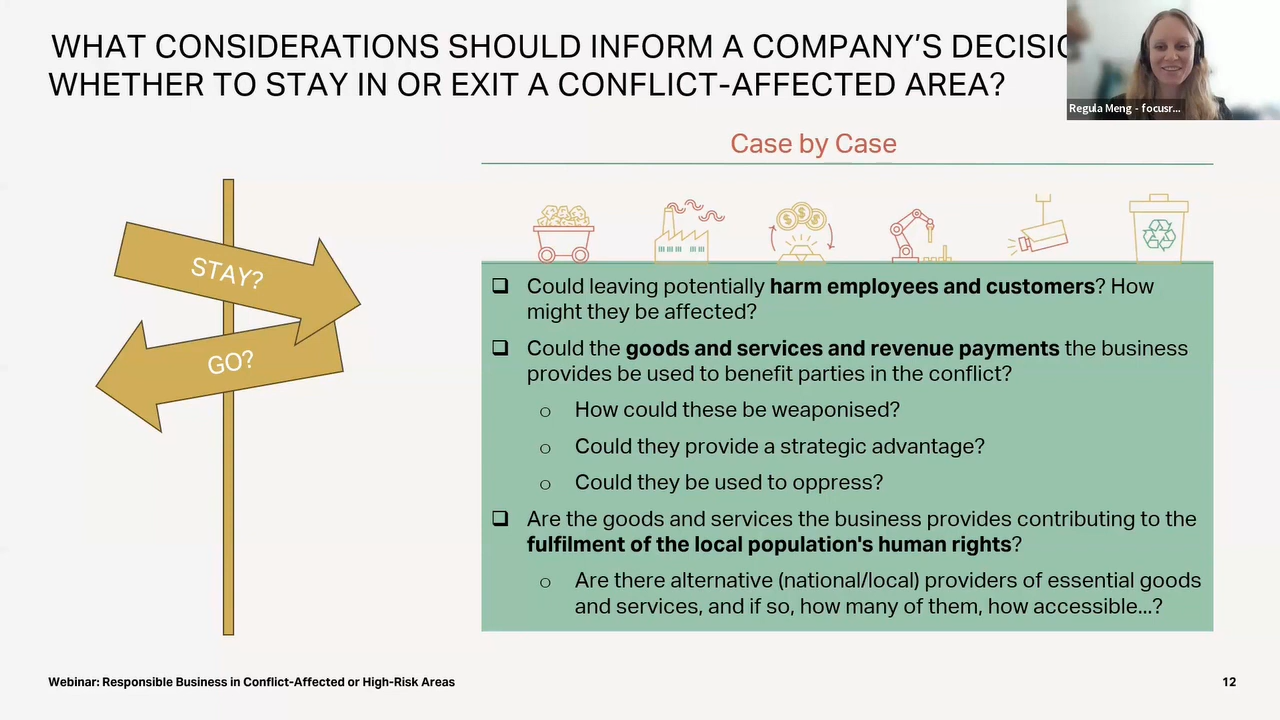 WHAT CONSIDERATIONS SHOULD INFORM A COMPANY'S
WHETHER TO STAY IN OR EXIT A CONFLICT-AFFECTED AREA?
Regula Meng - focusr...
Case by Case
STAY?
GO?
❑ Could leaving potentially harm employees and customers? How
might they be affected?
❑ Could the goods and services and revenue payments the business
provides be used to benefit parties in the conflict?
o How could these be weaponised?
o Could they provide a strategic advantage?
o Could they be used to oppress?
❑ Are the goods and services the business provides contributing to the
fulfilment of the local population's human rights?
o Are there alternative (national/local) providers of essential goods
and services, and if so, how many of them, how accessible...?
Webinar: Responsible Business in Conflict-Affected or High-Risk Areas
12